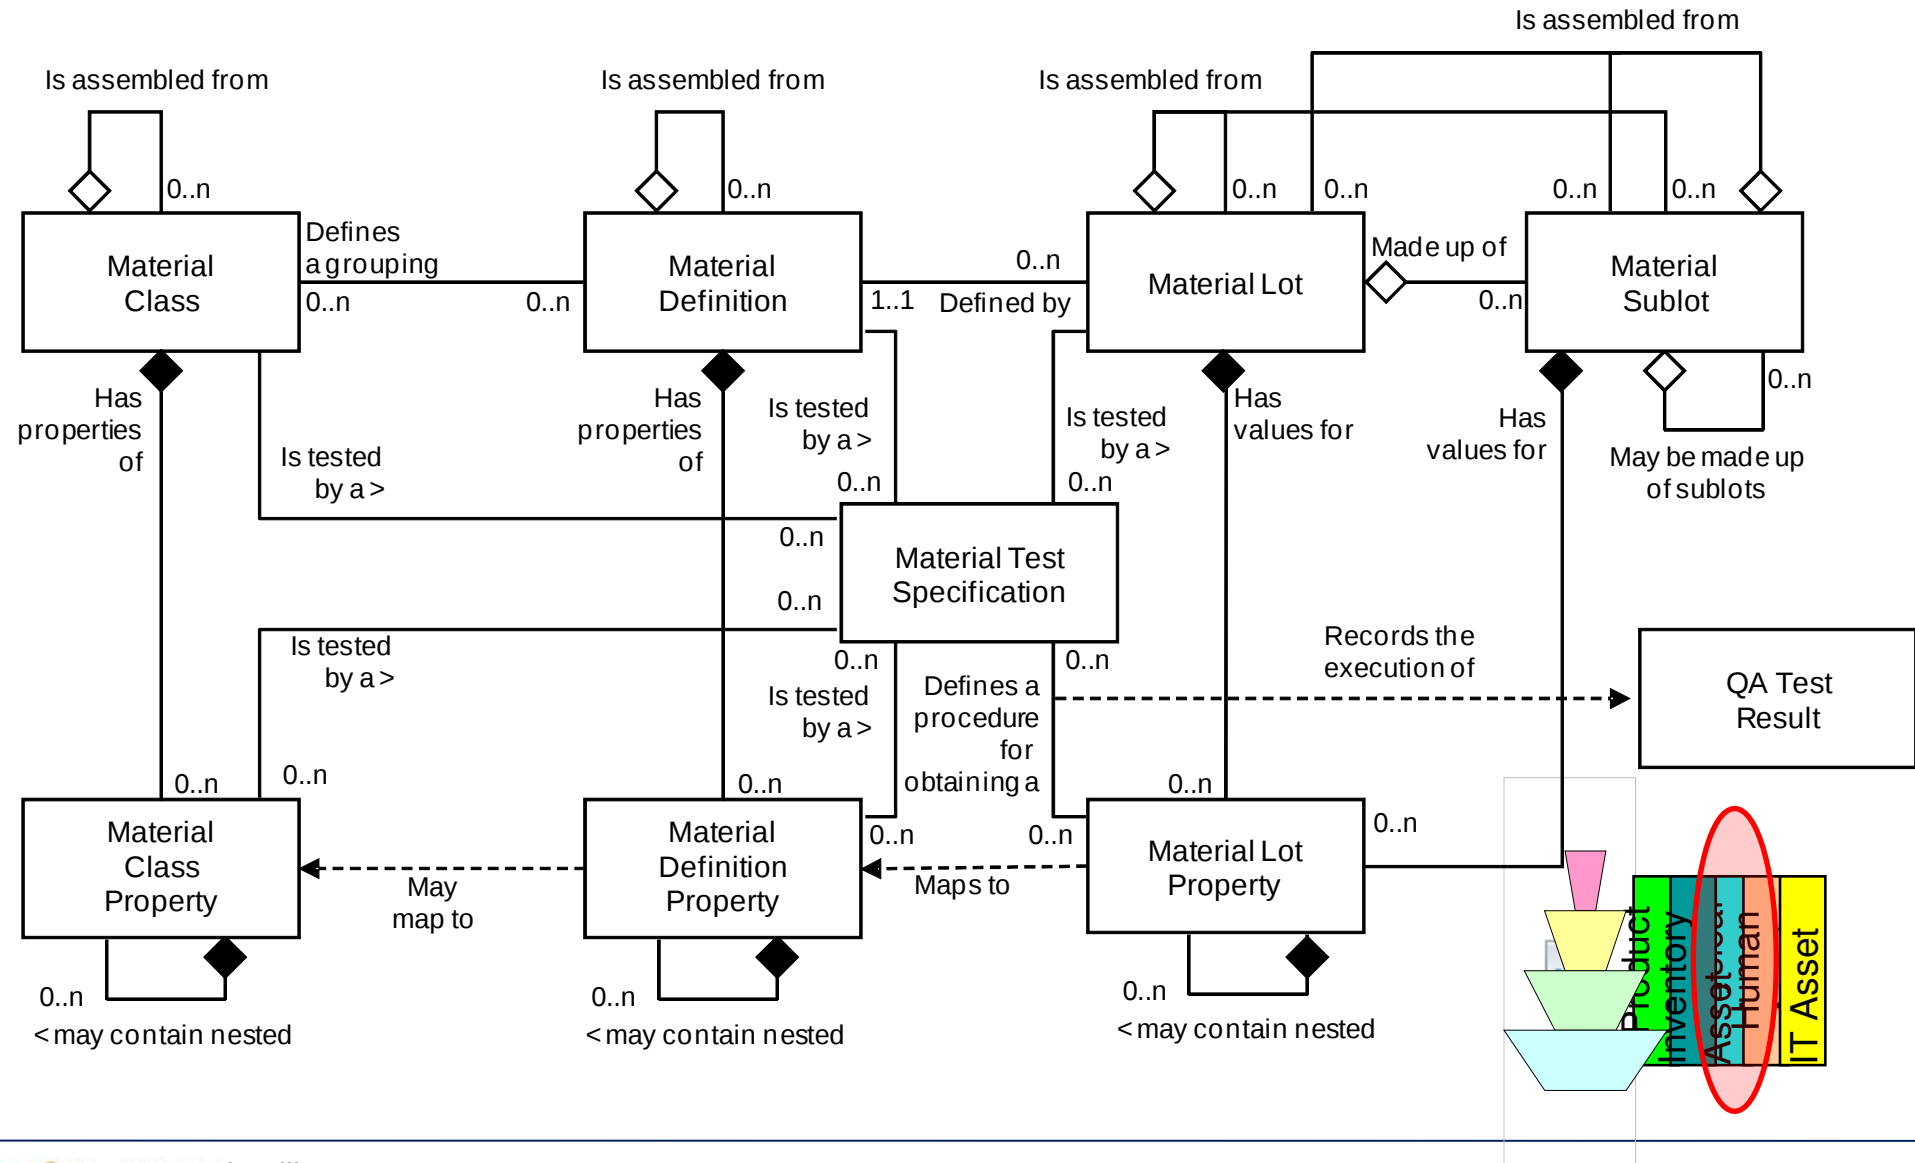 Is assembled from
Is assembled from
Is assembled from
Is assembled from
0..n
0..n
0..n
0..n
0..n
0..n
Material
Class
Defines
a grouping
0..n
0..n
Material
Definition
0..n
1..1
Defined by
Material Lot
Made up of
0..n
Material
Sublot
Has
properties
of
Is tested
by a >
Has
properties
of
Is tested
by a >
0..n
Is tested
by a >
0..n
Has
values for
Has
values for
0..n
May be made up
of sublots
0..n
Material Test
Specification
0..n
Is tested
by a >
0..n
Is tested
by a >
0..n
Defines a
procedure
for
obtaining a
Records the
execution of
QA Test
Result
0..n
0..n
0..n
0..n
0..n
0..n
0..n
Material
Class
Property
May
map to
Material
Definition
Property
Maps to
Material Lot
Property
0..n
< may contain nested
0..n
< may contain nested
0..n
< may contain nested
Product
Inventory
Asset
Human
IT Asset